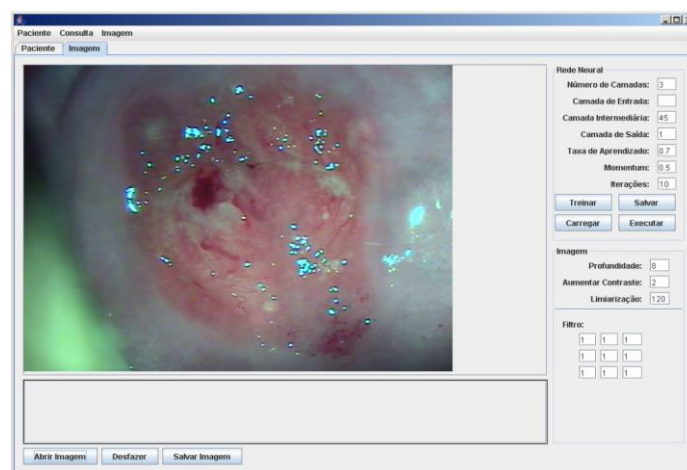 Paciente Consulta Imagem
Paciente Imagem
Rede Neural
Número de Camadas: 3
Camada de Entrada:
Camada Intermediária: 45
Camada de Saída: 1
Taxa de Aprendizado: 0.7
Momentum: 0.5
Iterações: 10
Treinar Salvar
Carregar Executar
Imagem
Profundidade: 8
Aumentar Contraste: 2
Limiarização: 120
Filtro:
1 1 1
1 1 1
1 1 1
Abrir Imagem Desfazer Salvar Imagem